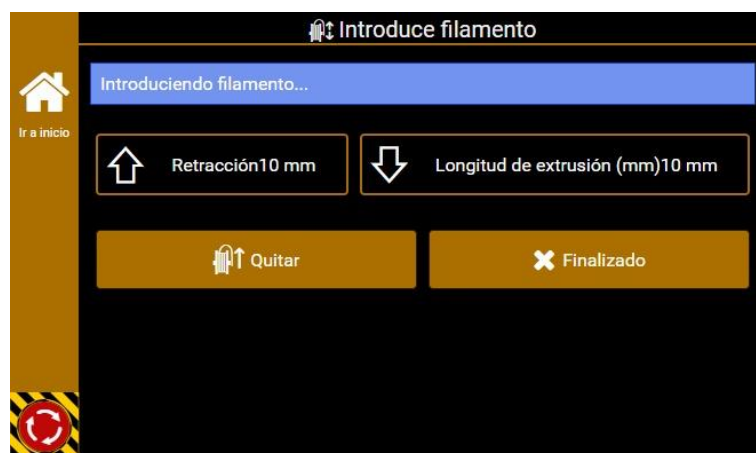 Introduce filamento
Introduciendo filamento...
Ir a inicio
Retracción10 mm
Longitud de extrusión (mm)10 mm
Quitar
Finalizado